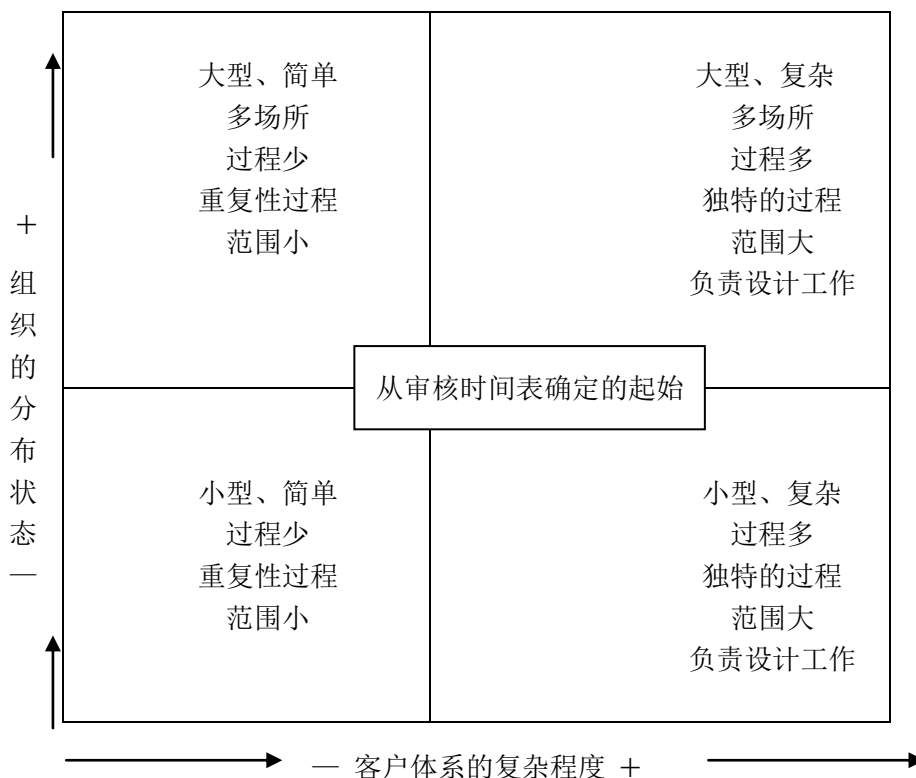 大型、简单
多场所
过程少
重复性过程
范围小
大型、复杂
多场所
过程多
独特的过程
范围大
负责设计工作
＋
组
织
的
分
布
状
态
—
从审核时间表确定的起始
小型、简单
过程少
重复性过程
范围小
小型、复杂
过程多
独特的过程
范围大
负责设计工作
— 客户体系的复杂程度 ＋